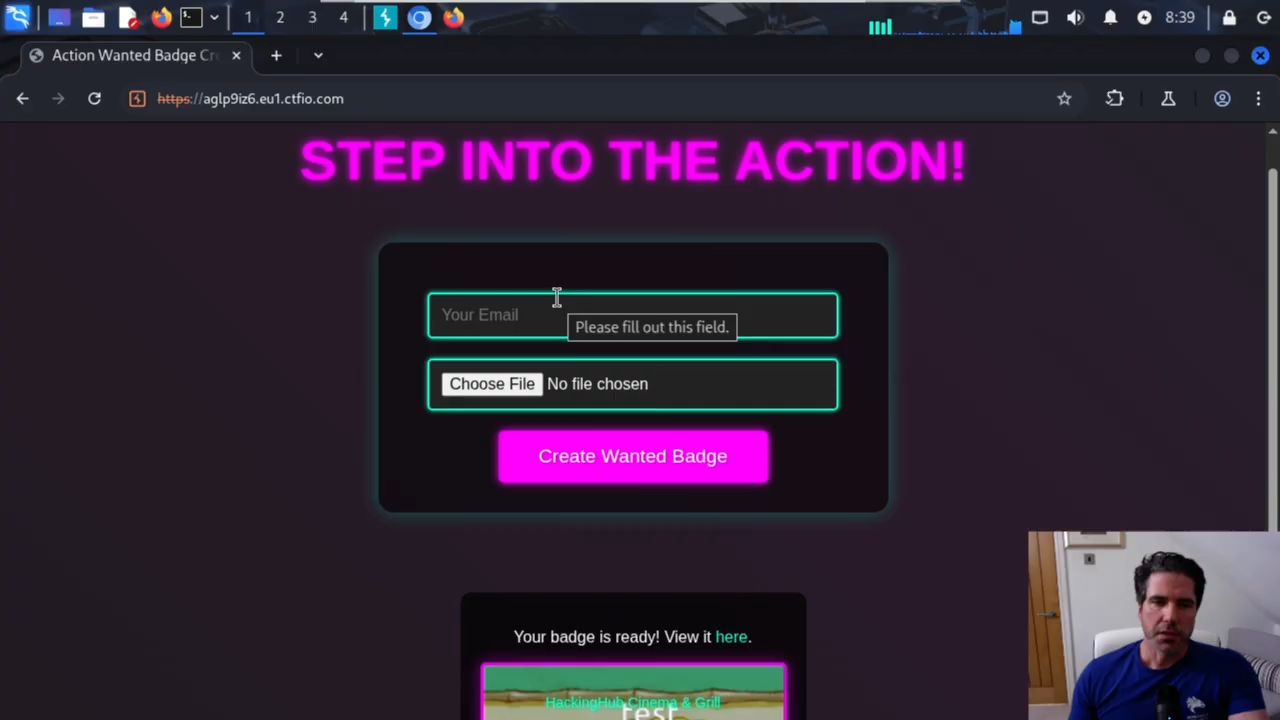 1 2 3 4 8:39
Action Wanted Badge Cr
https://aglp9iz6.eu1.ctfio.com
STEP INTO THE ACTION!
Your Email
Please fill out this field.
Choose File No file chosen
Create Wanted Badge
Your badge is ready! View it here.
HackingHub Cinema & Grill
test